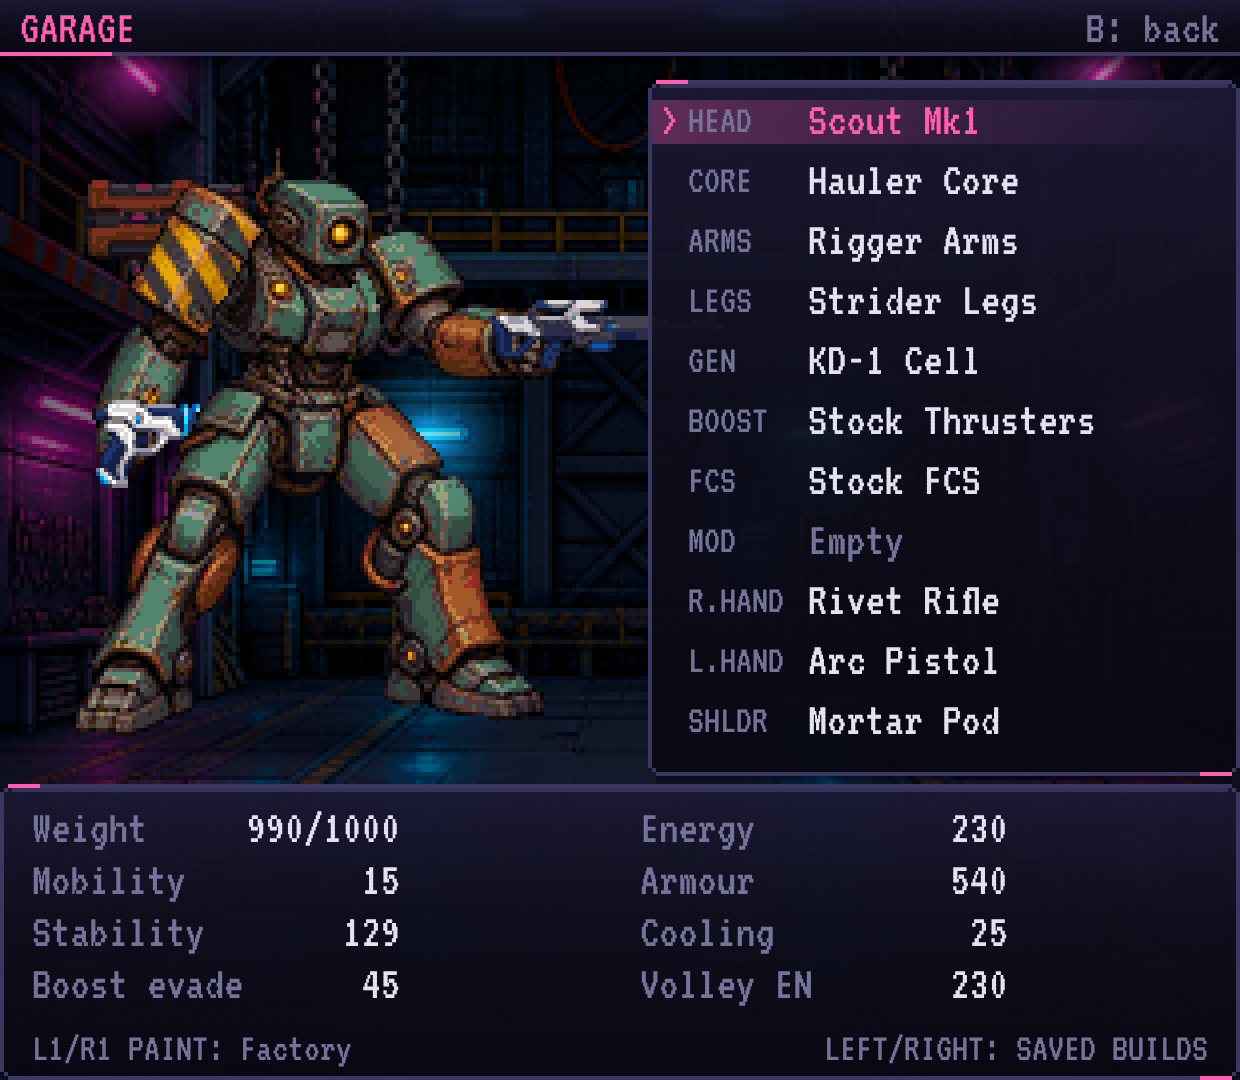 GARAGE
B: back
HEAD Scout Mk1
CORE Hauler Core
ARMS Rigger Arms
LEGS Strider Legs
GEN KD-1 Cell
BOOST Stock Thrusters
FCS Stock FCS
MOD Empty
R.HAND Rivet Rifle
L.HAND Arc Pistol
SHLDR Mortar Pod
Weight 990/1000
Energy 230
Mobility 15
Armour 540
Stability 129
Cooling 25
Boost evade 45
Volley EN 230
L1/R1 PAINT: Factory
LEFT/RIGHT: SAVED BUILDS